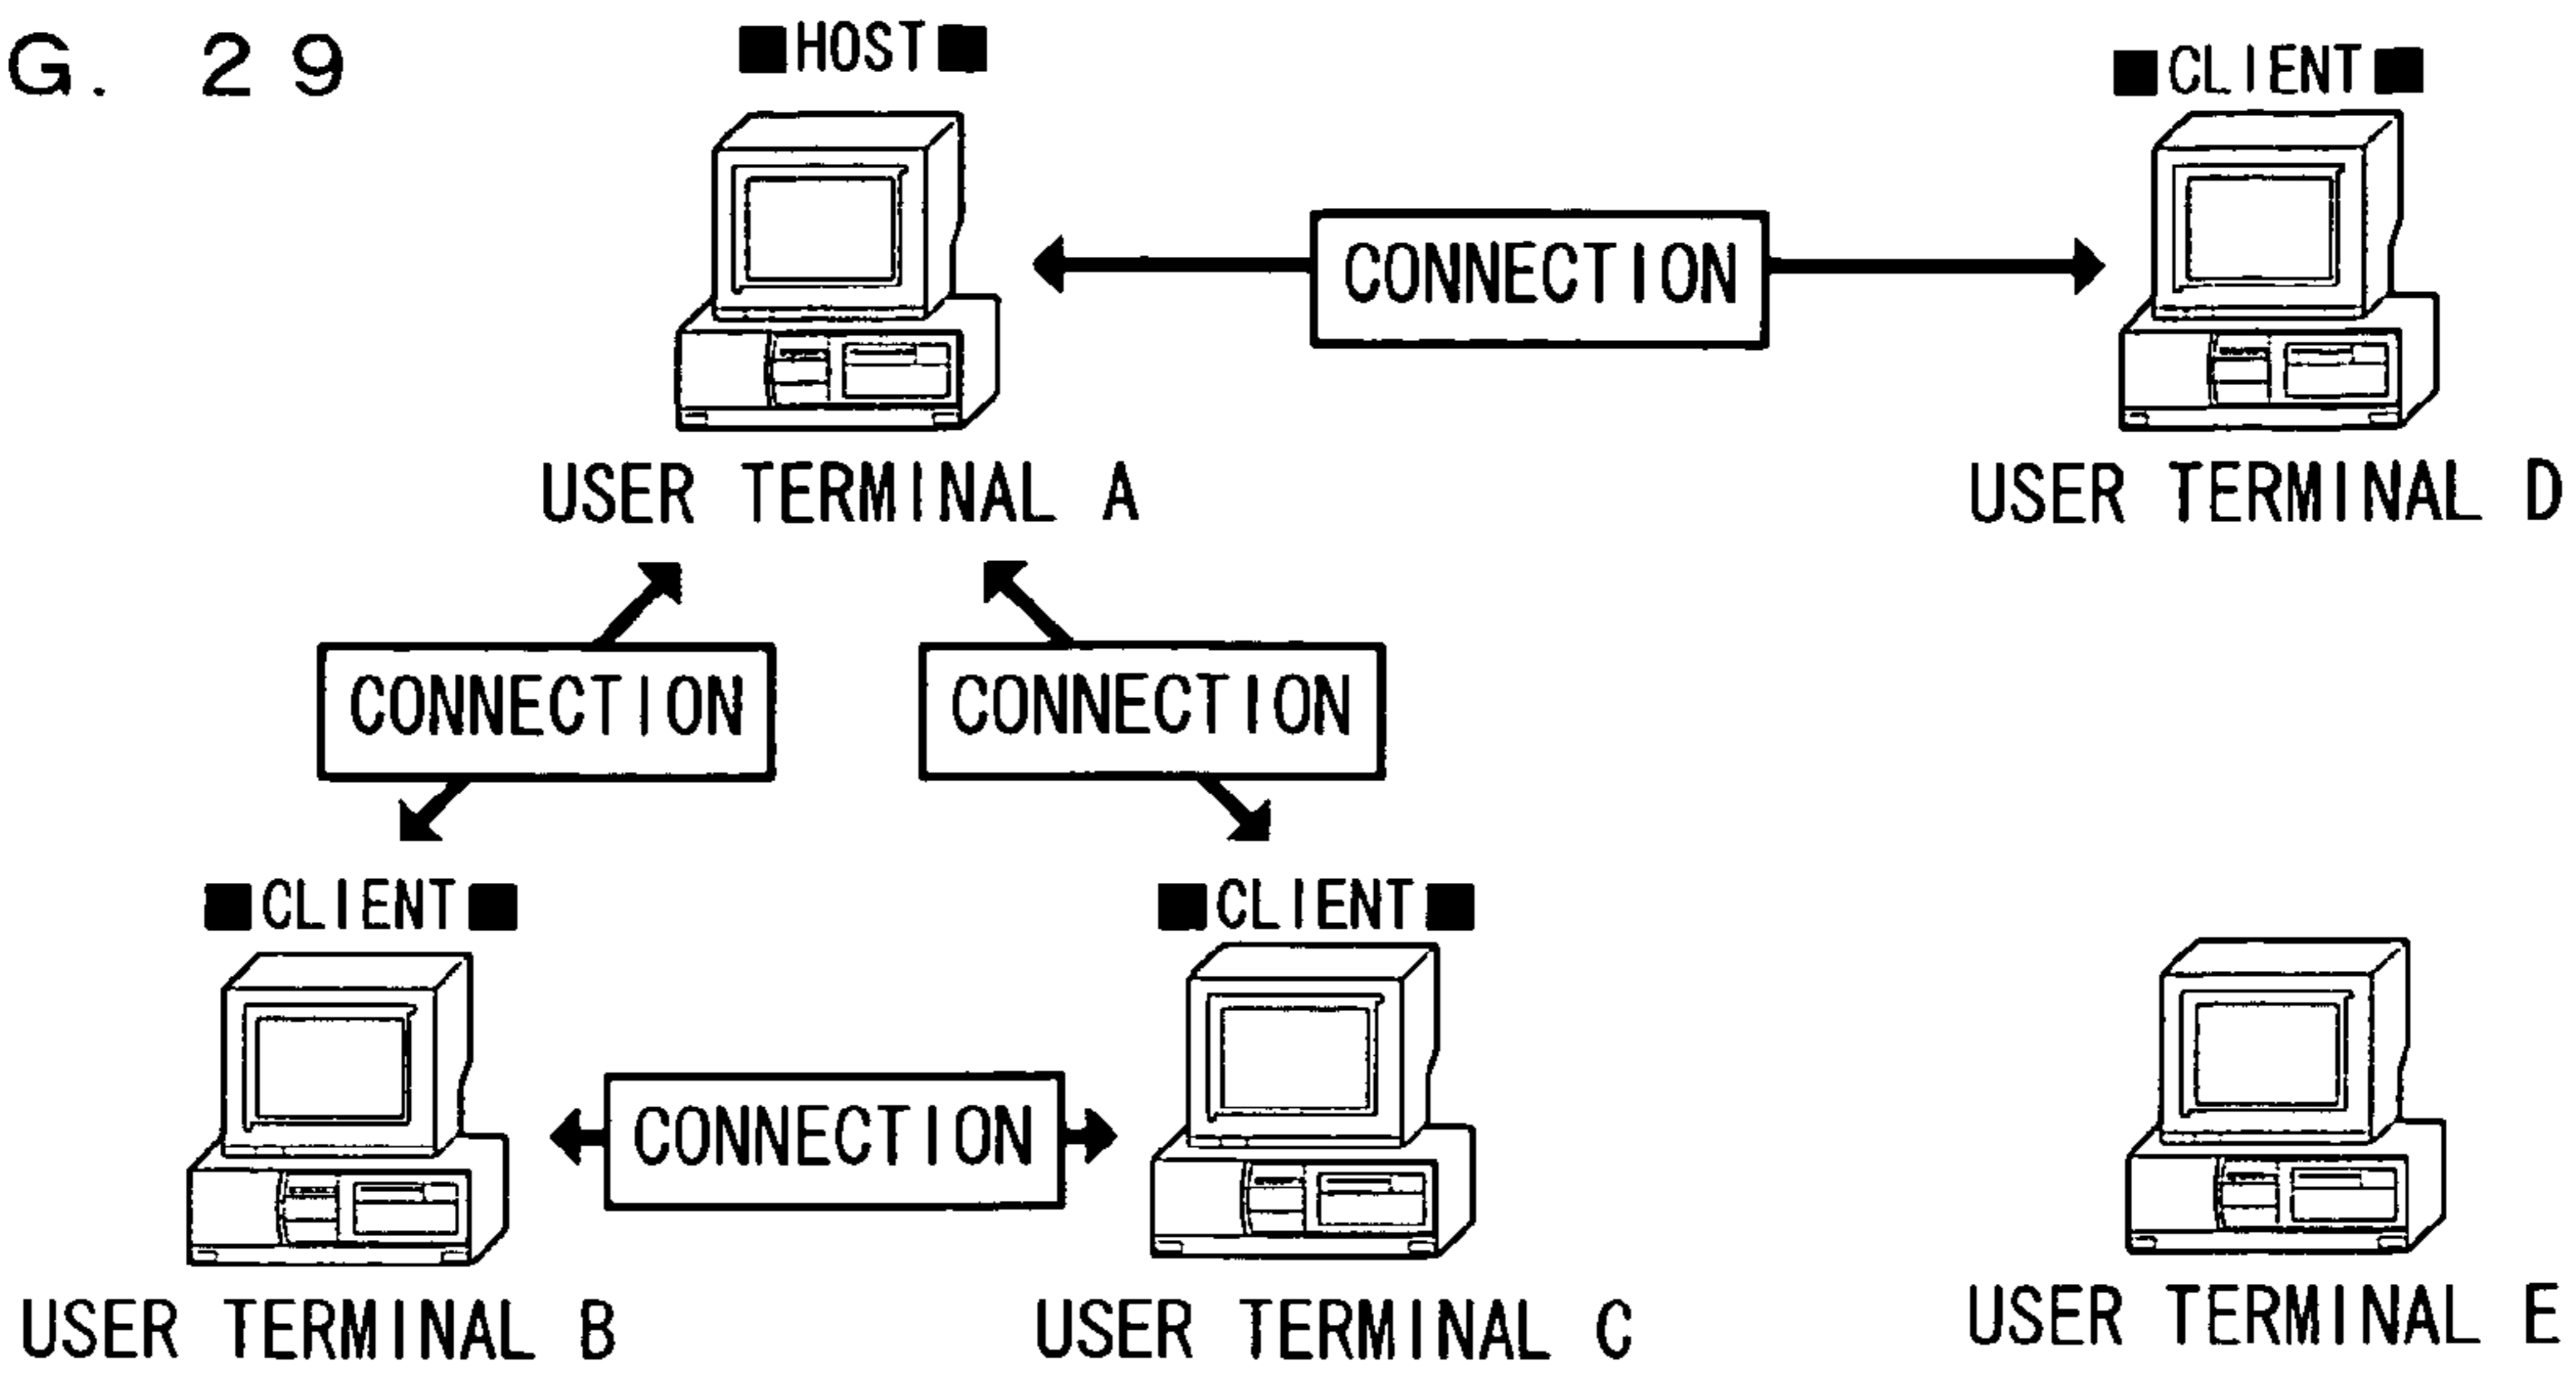 G. 29
■HOST■
■CLIENT■
CONNECTION
USER TERMINAL A
USER TERMINAL D
CONNECTION
CONNECTION
■CLIENT■
■CLIENT■
CONNECTION
USER TERMINAL B
USER TERMINAL C
USER TERMINAL E